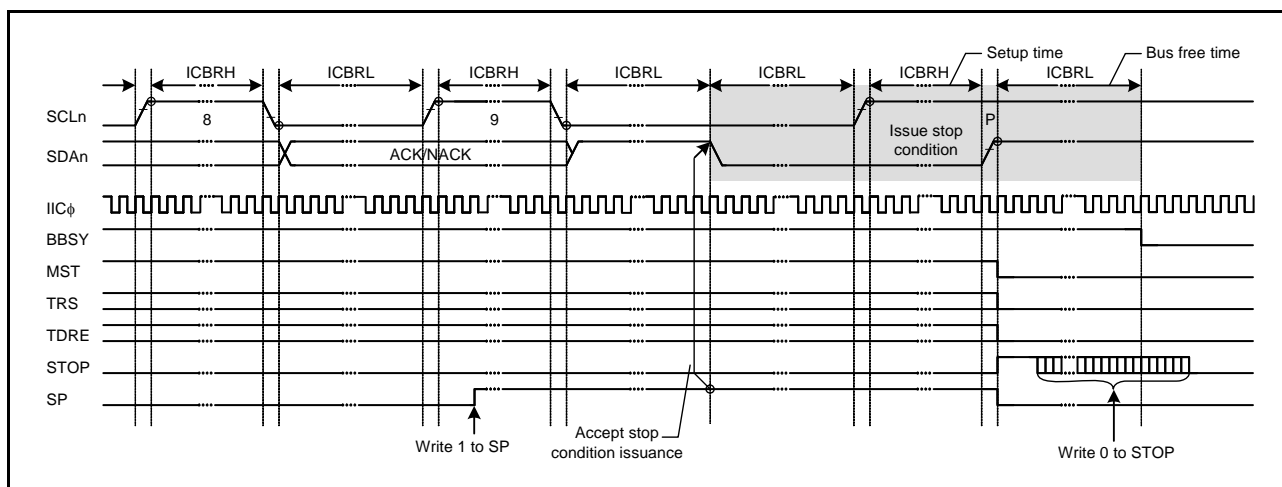 Setup time
Bus free time
ICBRH ICBRL ICBRH ICBRL ICBRL ICBRH ICBRL
SCLn
8
9
P
Issue stop
condition
SDAn
ACK/NACK
IICϕ
BBSY
MST
TRS
TDRE
STOP
SP
Write 1 to SP
Accept stop
condition issuance
Write 0 to STOP